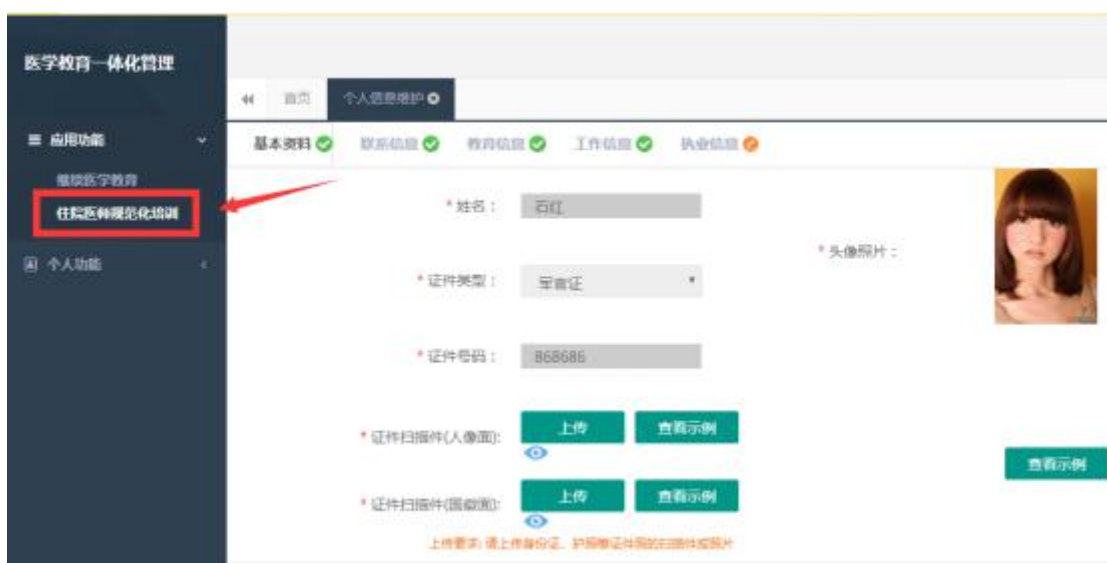 医学教育一体化管理
首页 个人信息维护
应用功能
基本资料 联系信息 教育信息 工作信息 执业信息
继续医学教育
住院医师规范化培训
*姓名： 石红
*头像照片：
个人功能
*证件类型： 军官证
*证件号码： 868686
*证件扫描件(人像面): 上传 查看示例
查看示例
*证件扫描件(国徽面): 上传 查看示例
上传要求: 请上传身份证、护照等证件照的扫描件或照片